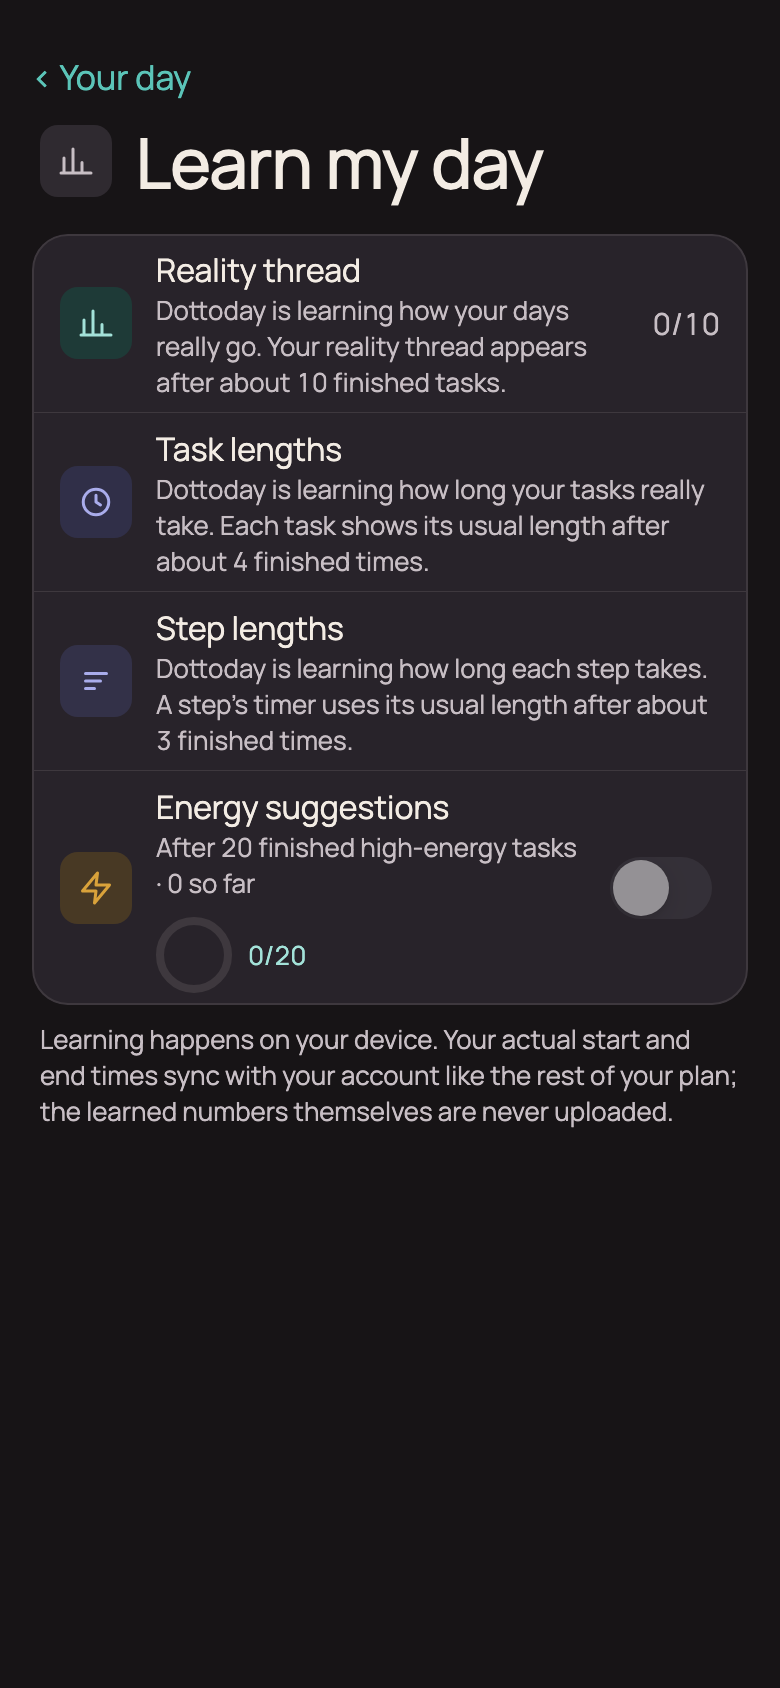 ‹ Your day
Learn my day
Reality thread
Dottoday is learning how your days
really go. Your reality thread appears
after about 10 finished tasks.
0/10
Task lengths
Dottoday is learning how long your tasks really
take. Each task shows its usual length after
about 4 finished times.
Step lengths
Dottoday is learning how long each step takes.
A step’s timer uses its usual length after about
3 finished times.
Energy suggestions
After 20 finished high-energy tasks
· 0 so far
0/20
Learning happens on your device. Your actual start and
end times sync with your account like the rest of your plan;
the learned numbers themselves are never uploaded.